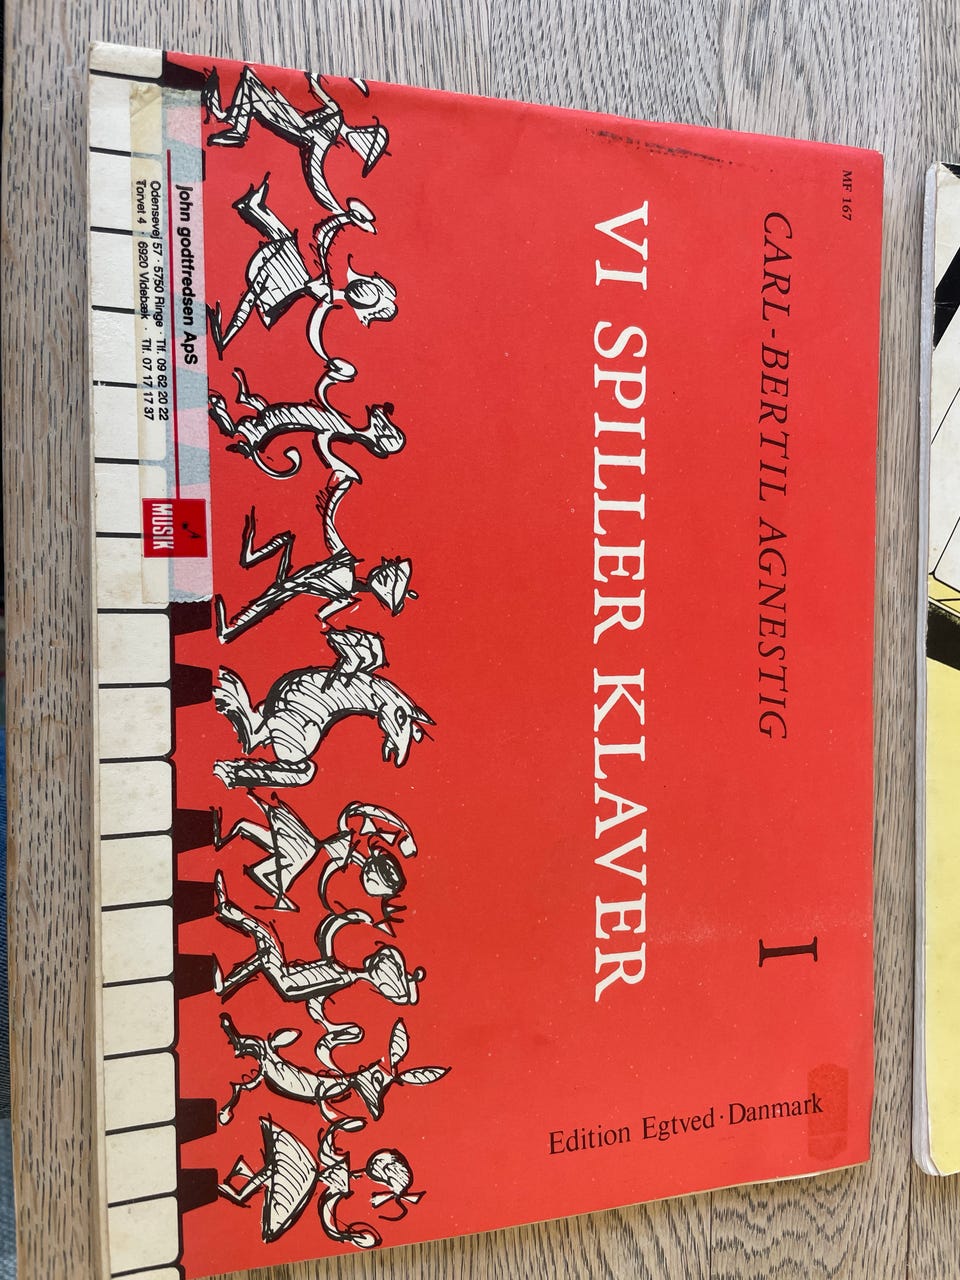 MF 167
CARL-BERTIL AGNESTIG I
VI SPILLER KLAVER
Edition Egtved · Danmark
john godtfredsen ApS
Odensevej 57 · 5750 Ringe · Tlf. 09 62 20 22
Torvet 4 · 6920 Videbæk · Tlf. 07 17 17 37
MUSIK